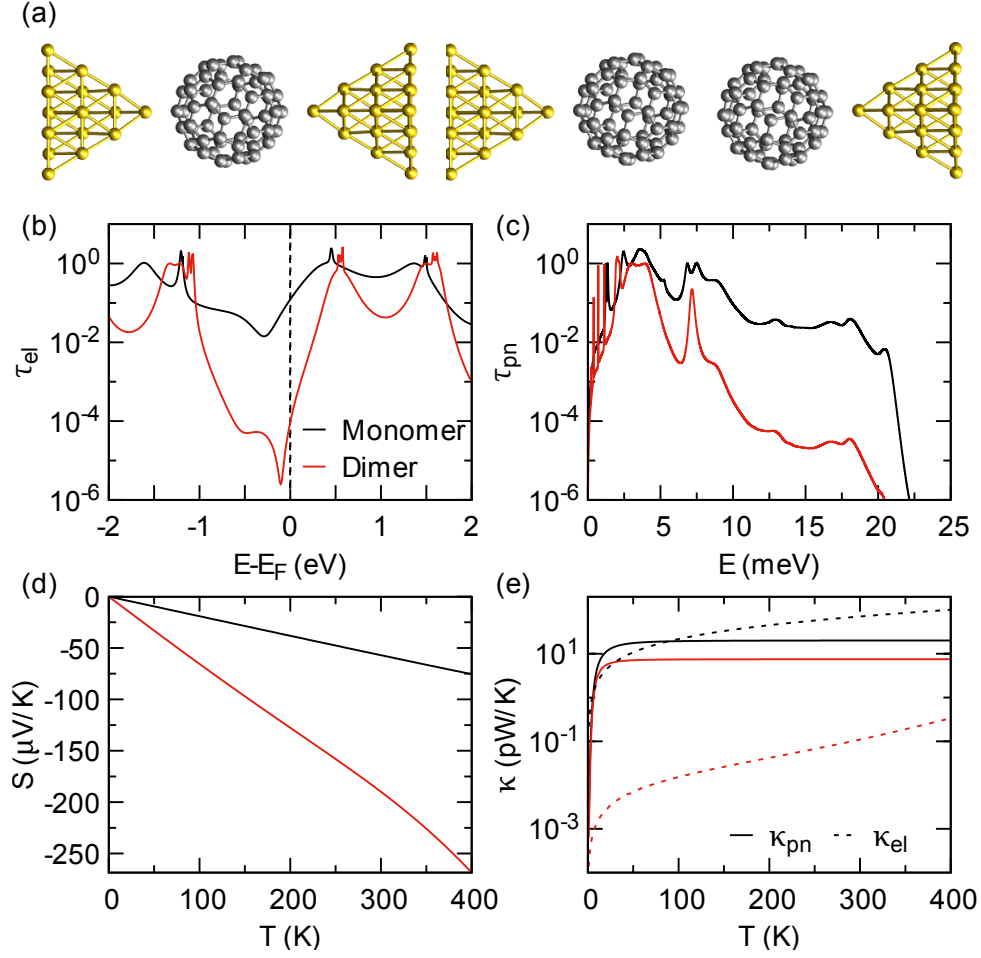 (a)
(b)
(c)
10^0
10^-2
10^-4
10^-6
τ_el
-2
-1
0
1
2
E-E_F (eV)
Monomer
Dimer
10^0
10^-2
10^-4
10^-6
τ_pn
0
5
10
15
20
25
E (meV)
(d)
(e)
0
-50
-100
-150
-200
-250
S (μV/K)
0
100
200
300
400
T (K)
10^1
10^-1
10^-3
κ (pW/K)
κ_pn
κ_el
0
100
200
300
400
T (K)